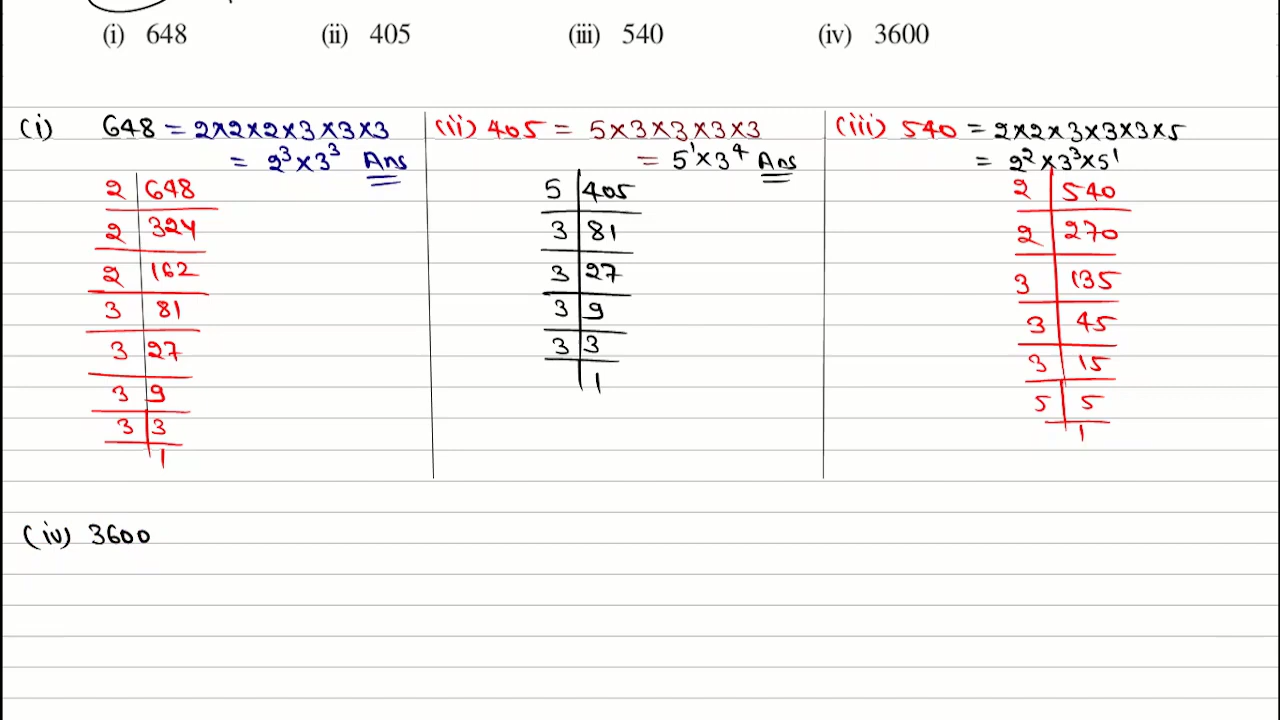 (i) 648 (ii) 405 (iii) 540 (iv) 3600
(i) 648 = 2×2×2×3×3×3
= 2³×3³ Ans
2 | 648
2 | 324
2 | 162
3 | 81
3 | 27
3 | 9
3 | 3
1
(ii) 405 = 5×3×3×3×3
= 5¹×3⁴ Ans
5 | 405
3 | 81
3 | 27
3 | 9
3 | 3
1
(iii) 540 = 2×2×3×3×3×5
= 2²×3³×5¹
2 | 540
2 | 270
3 | 135
3 | 45
3 | 15
5 | 5
1
(iv) 3600